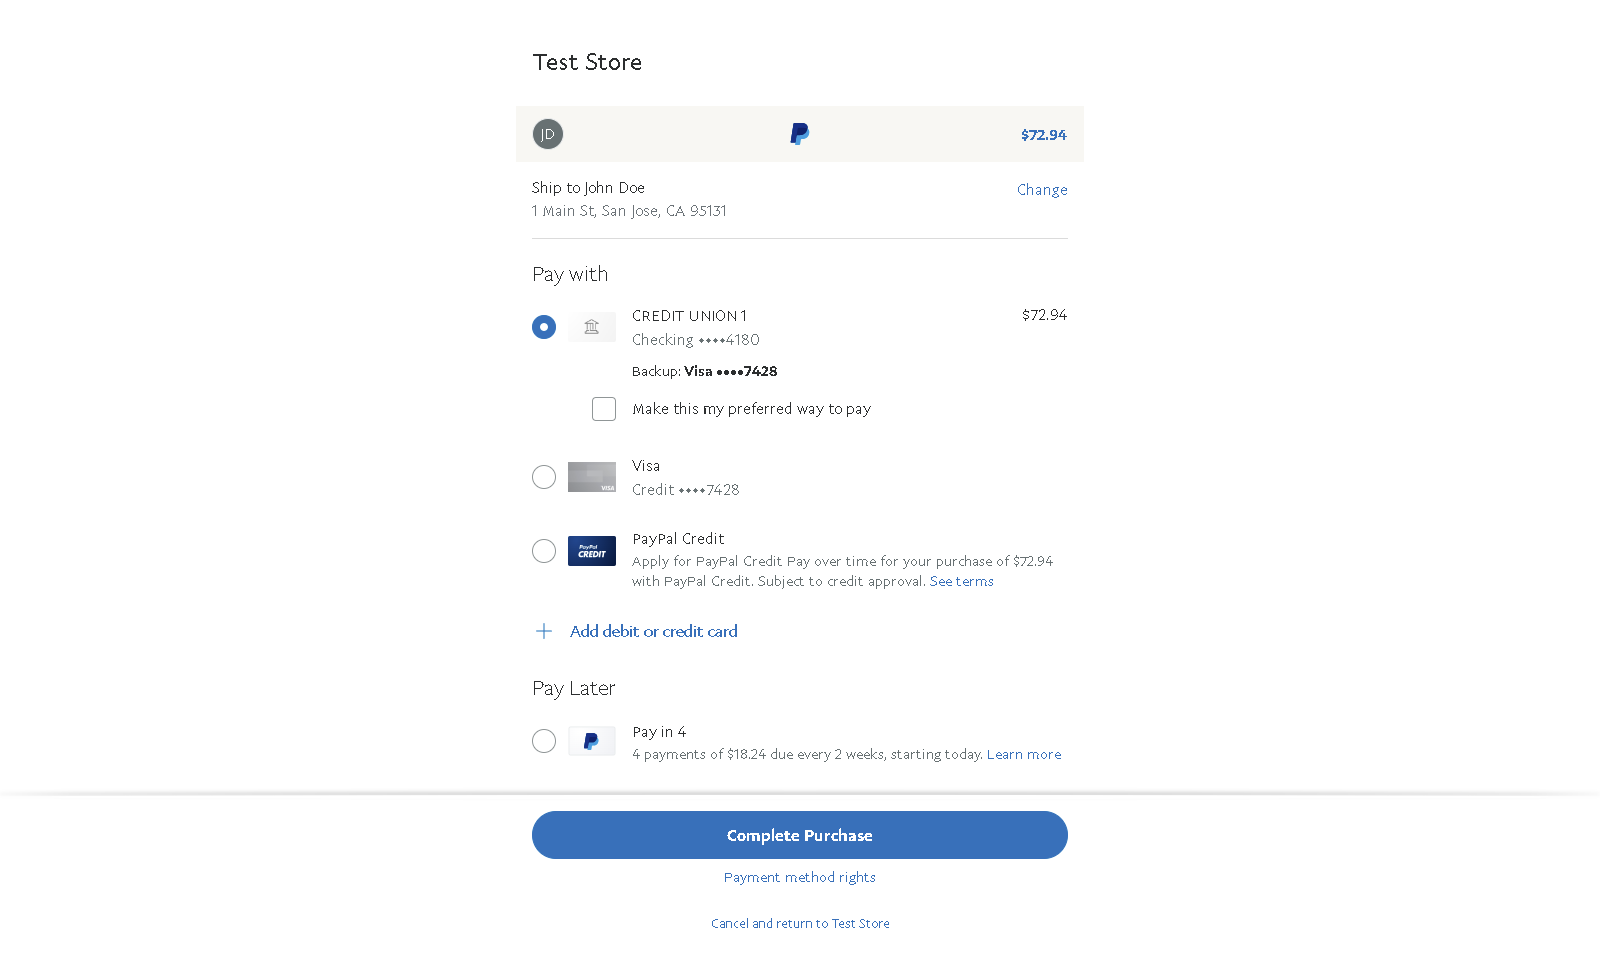 Test Store
JD
$72.94
Ship to John Doe
Change
1 Main St, San Jose, CA 95131
Pay with
CREDIT UNION 1
$72.94
Checking ••••4180
Backup: Visa ••••7428
Make this my preferred way to pay
Visa
VISA
Credit ••••7428
PayPal Credit
PayPal
CREDIT
Apply for PayPal Credit Pay over time for your purchase of $72.94
with PayPal Credit. Subject to credit approval. See terms
Add debit or credit card
Pay Later
Pay in 4
4 payments of $18.24 due every 2 weeks, starting today. Learn more
Complete Purchase
Payment method rights
Cancel and return to Test Store